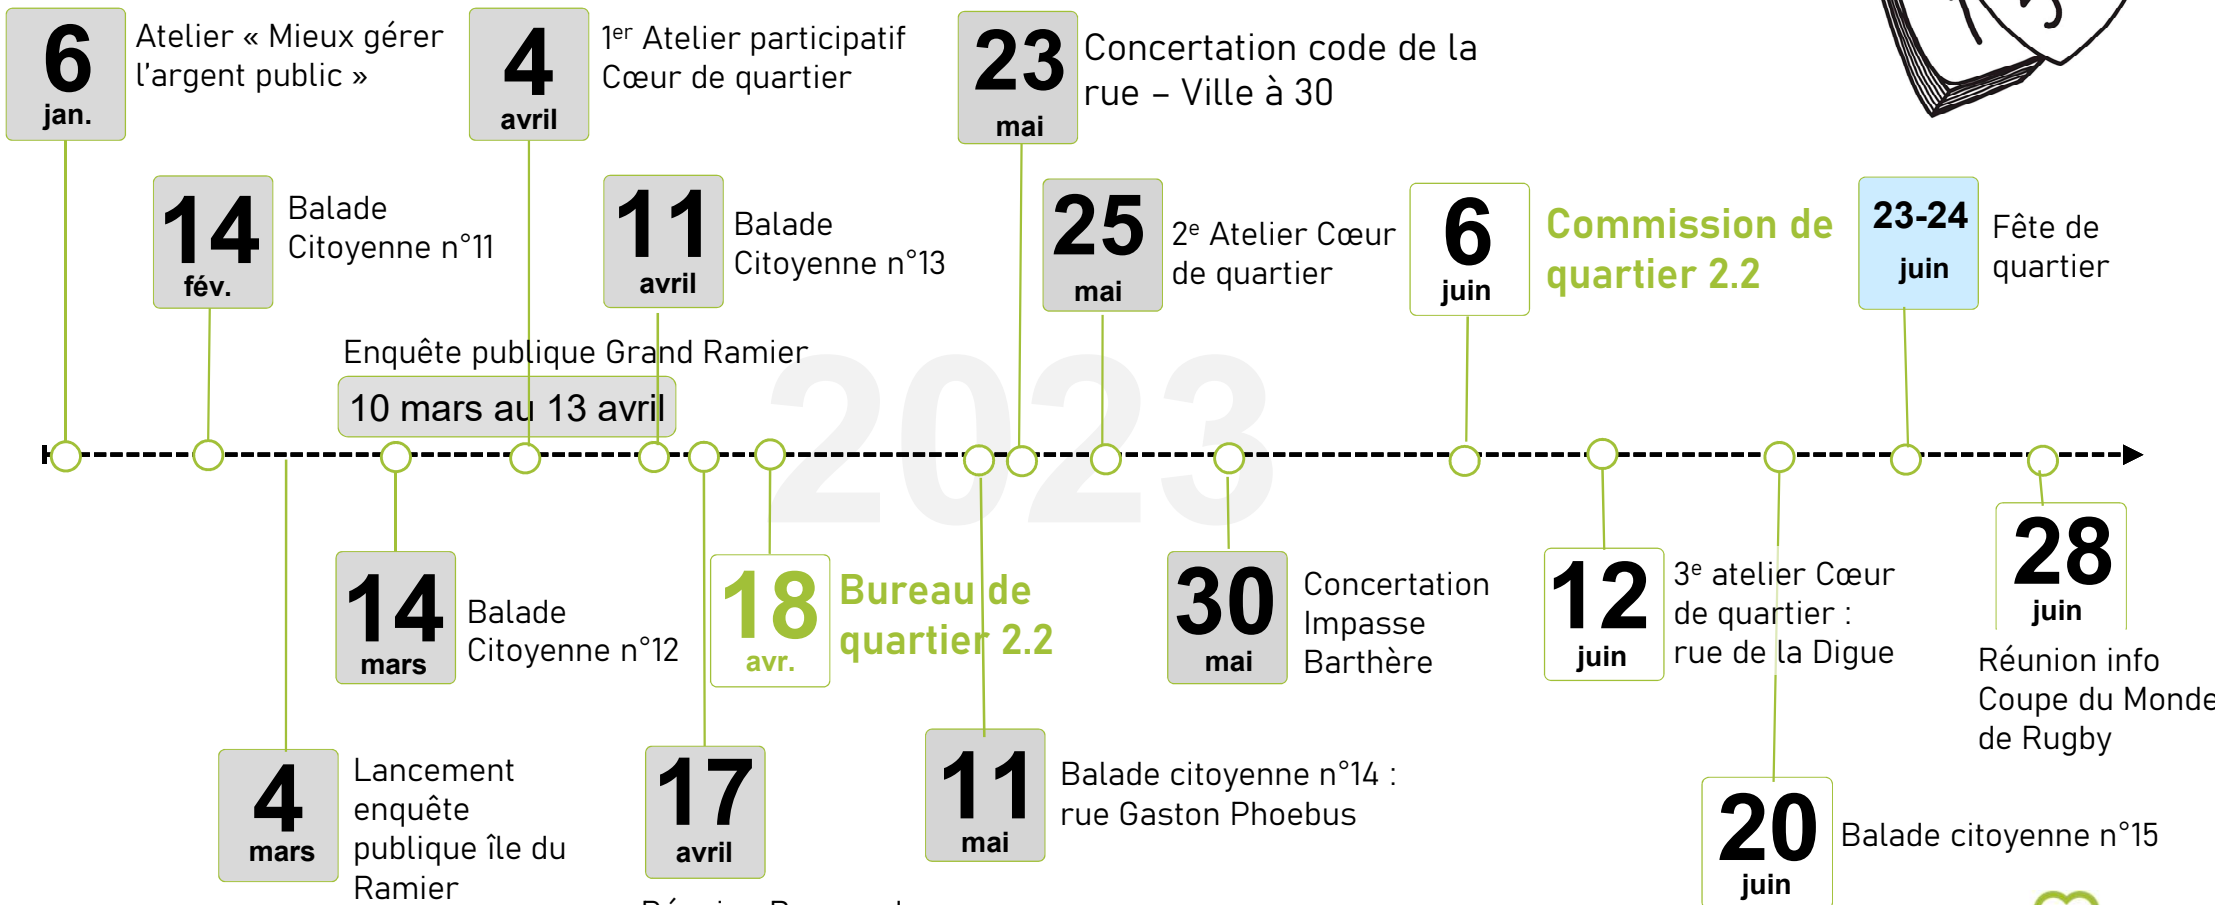 6
jan.
Atelier « Mieux gérer
l'argent public »
4
avril
1er Atelier participatif
Cœur de quartier
23
mai
Concertation code de la
rue – Ville à 30
14
fév.
Balade
Citoyenne n°11
11
avril
Balade
Citoyenne n°13
25
mai
2e Atelier Cœur
de quartier
6
juin
Commission de
quartier 2.2
23-24
juin
Fête de
quartier
Enquête publique Grand Ramier
10 mars au 13 avril
2023
14
mars
Balade
Citoyenne n°12
18
avr.
Bureau de
quartier 2.2
30
mai
Concertation
Impasse
Barthère
12
juin
3e atelier Cœur
de quartier :
rue de la Digue
28
juin
Réunion info
Coupe du Monde
de Rugby
4
mars
Lancement
enquête
publique île du
Ramier
17
avril
11
mai
Balade citoyenne n°14 :
rue Gaston Phoebus
20
juin
Balade citoyenne n°15